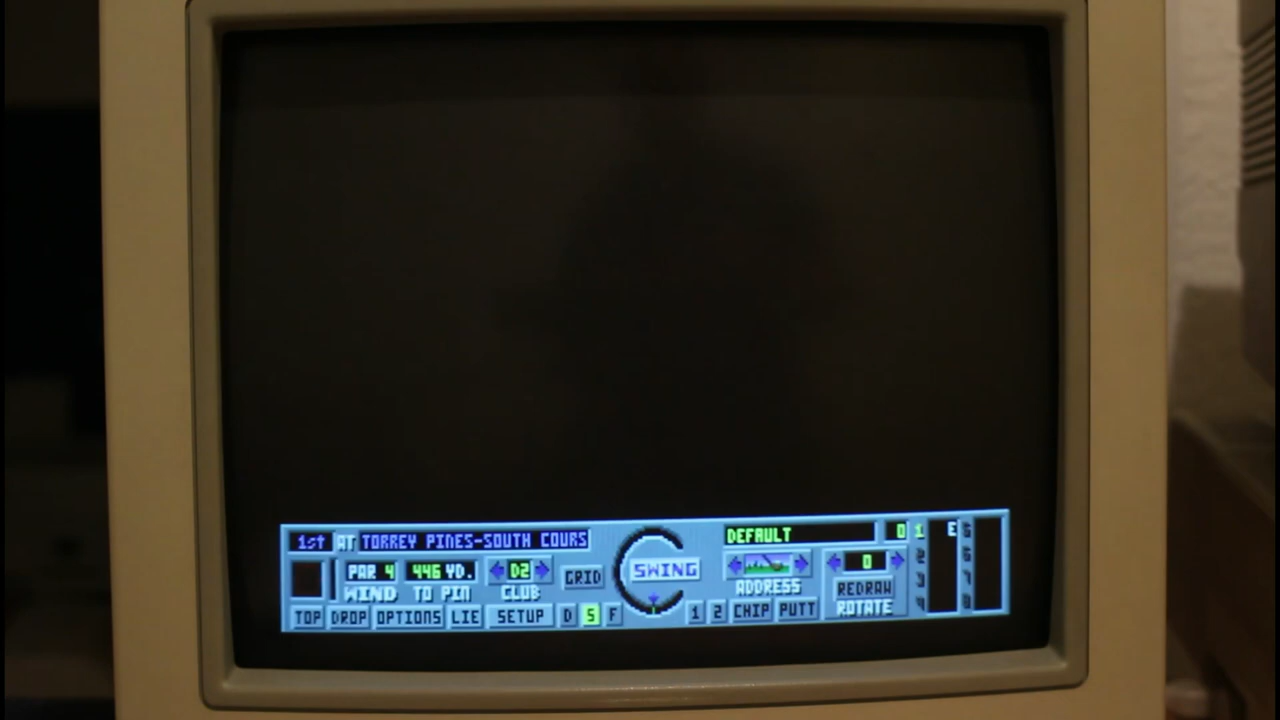 1st AT TORREY PINES-SOUTH COURS
DEFAULT 0 1 E 5
PAR 4 446 YD. D2 GRID SWING 0 2 6
WIND TO PIN CLUB ADDRESS REDRAW 3 7
TOP DROP OPTIONS LIE SETUP D S F 1 2 CHIP PUTT ROTATE 4 8